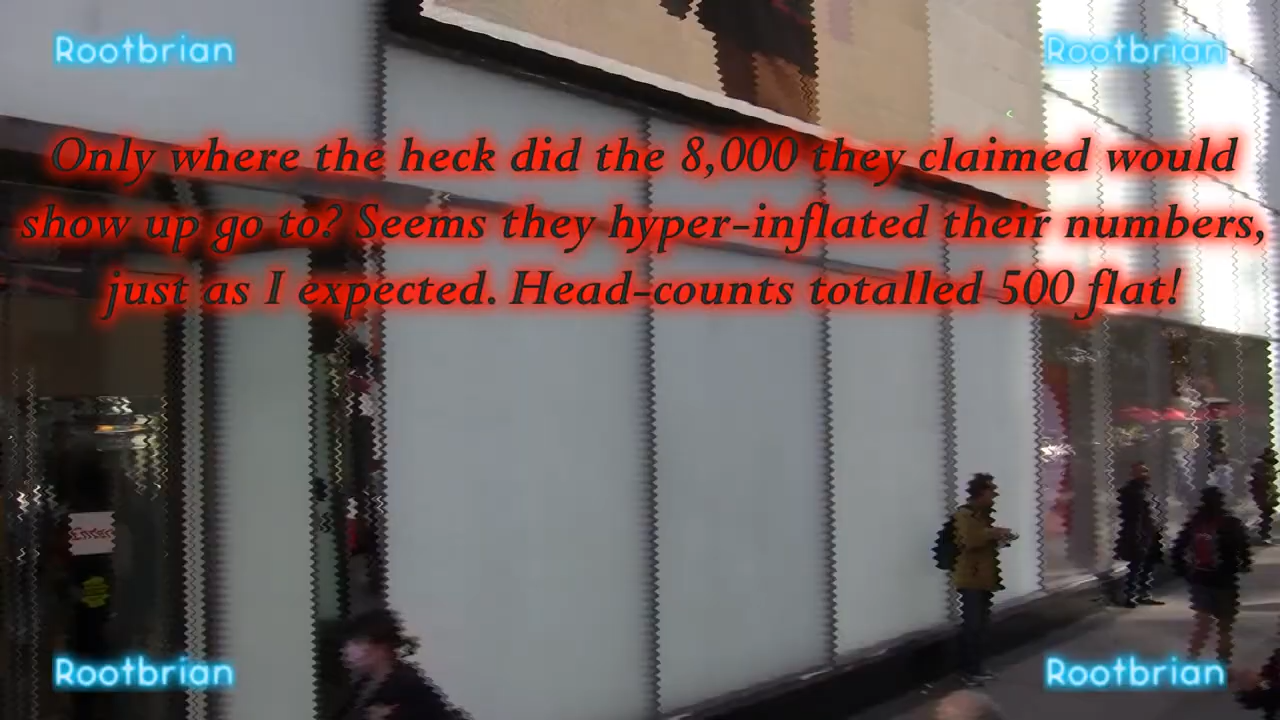 Rootbrian
Rootbrian
Only where the heck did the 8,000 they claimed would
show up go to? Seems they hyper-inflated their numbers,
just as I expected. Head-counts totalled 500 flat!
Enter
Rootbrian
Rootbrian